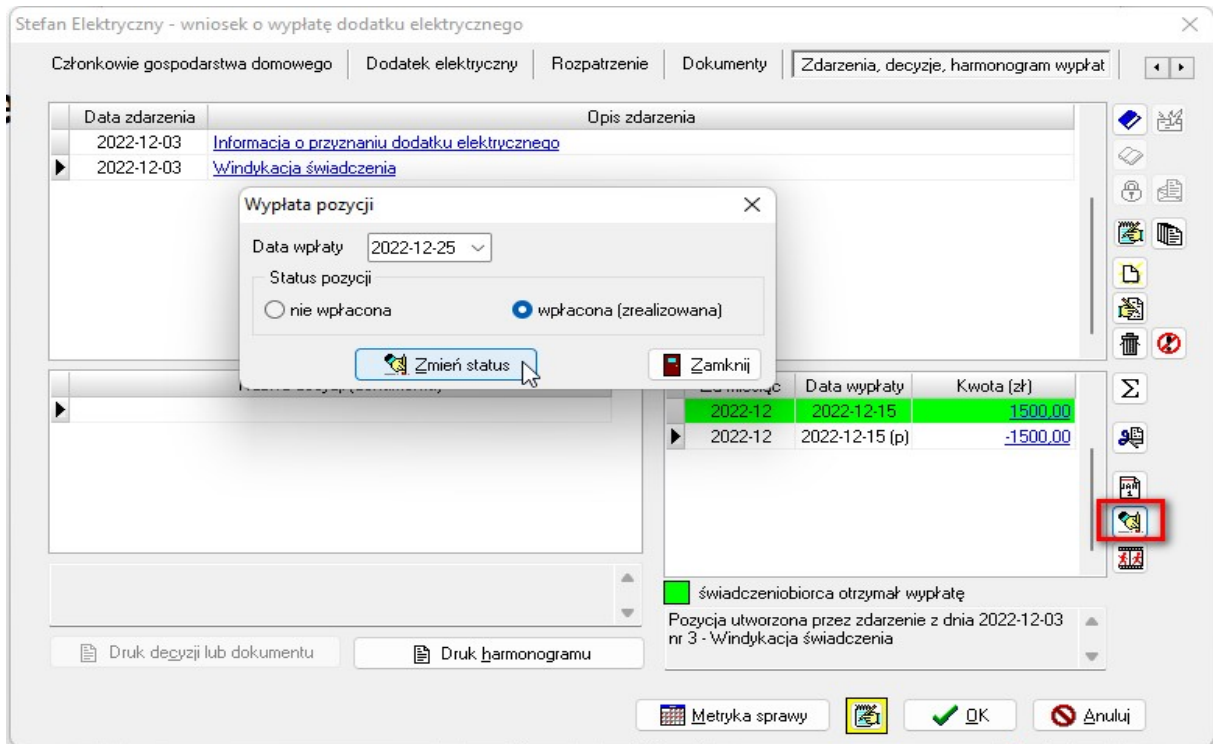 Stefan Elektryczny - wniosek o wypłatę dodatku elektrycznego
Członkowie gospodarstwa domowego Dodatek elektryczny Rozpatrzenie Dokumenty Zdarzenia, decyzje, harmonogram wypłat
Data zdarzenia Opis zdarzenia
2022-12-03 Informacja o przyznaniu dodatku elektrycznego
2022-12-03 Windykacja świadczenia
Wypłata pozycji
Data wpłaty 2022-12-25
Status pozycji
nie wpłacona wpłacona (zrealizowana)
Zmień status Zamknij
Data wypłaty Kwota (zł)
2022-12 2022-12-15 1500,00
2022-12 2022-12-15 (p) -1500,00
JAN
1
świadczeniobiorca otrzymał wypłatę
Pozycja utworzona przez zdarzenie z dnia 2022-12-03
nr 3 - Windykacja świadczenia
Druk decyzji lub dokumentu Druk harmonogramu
Metryka sprawy OK Anuluj